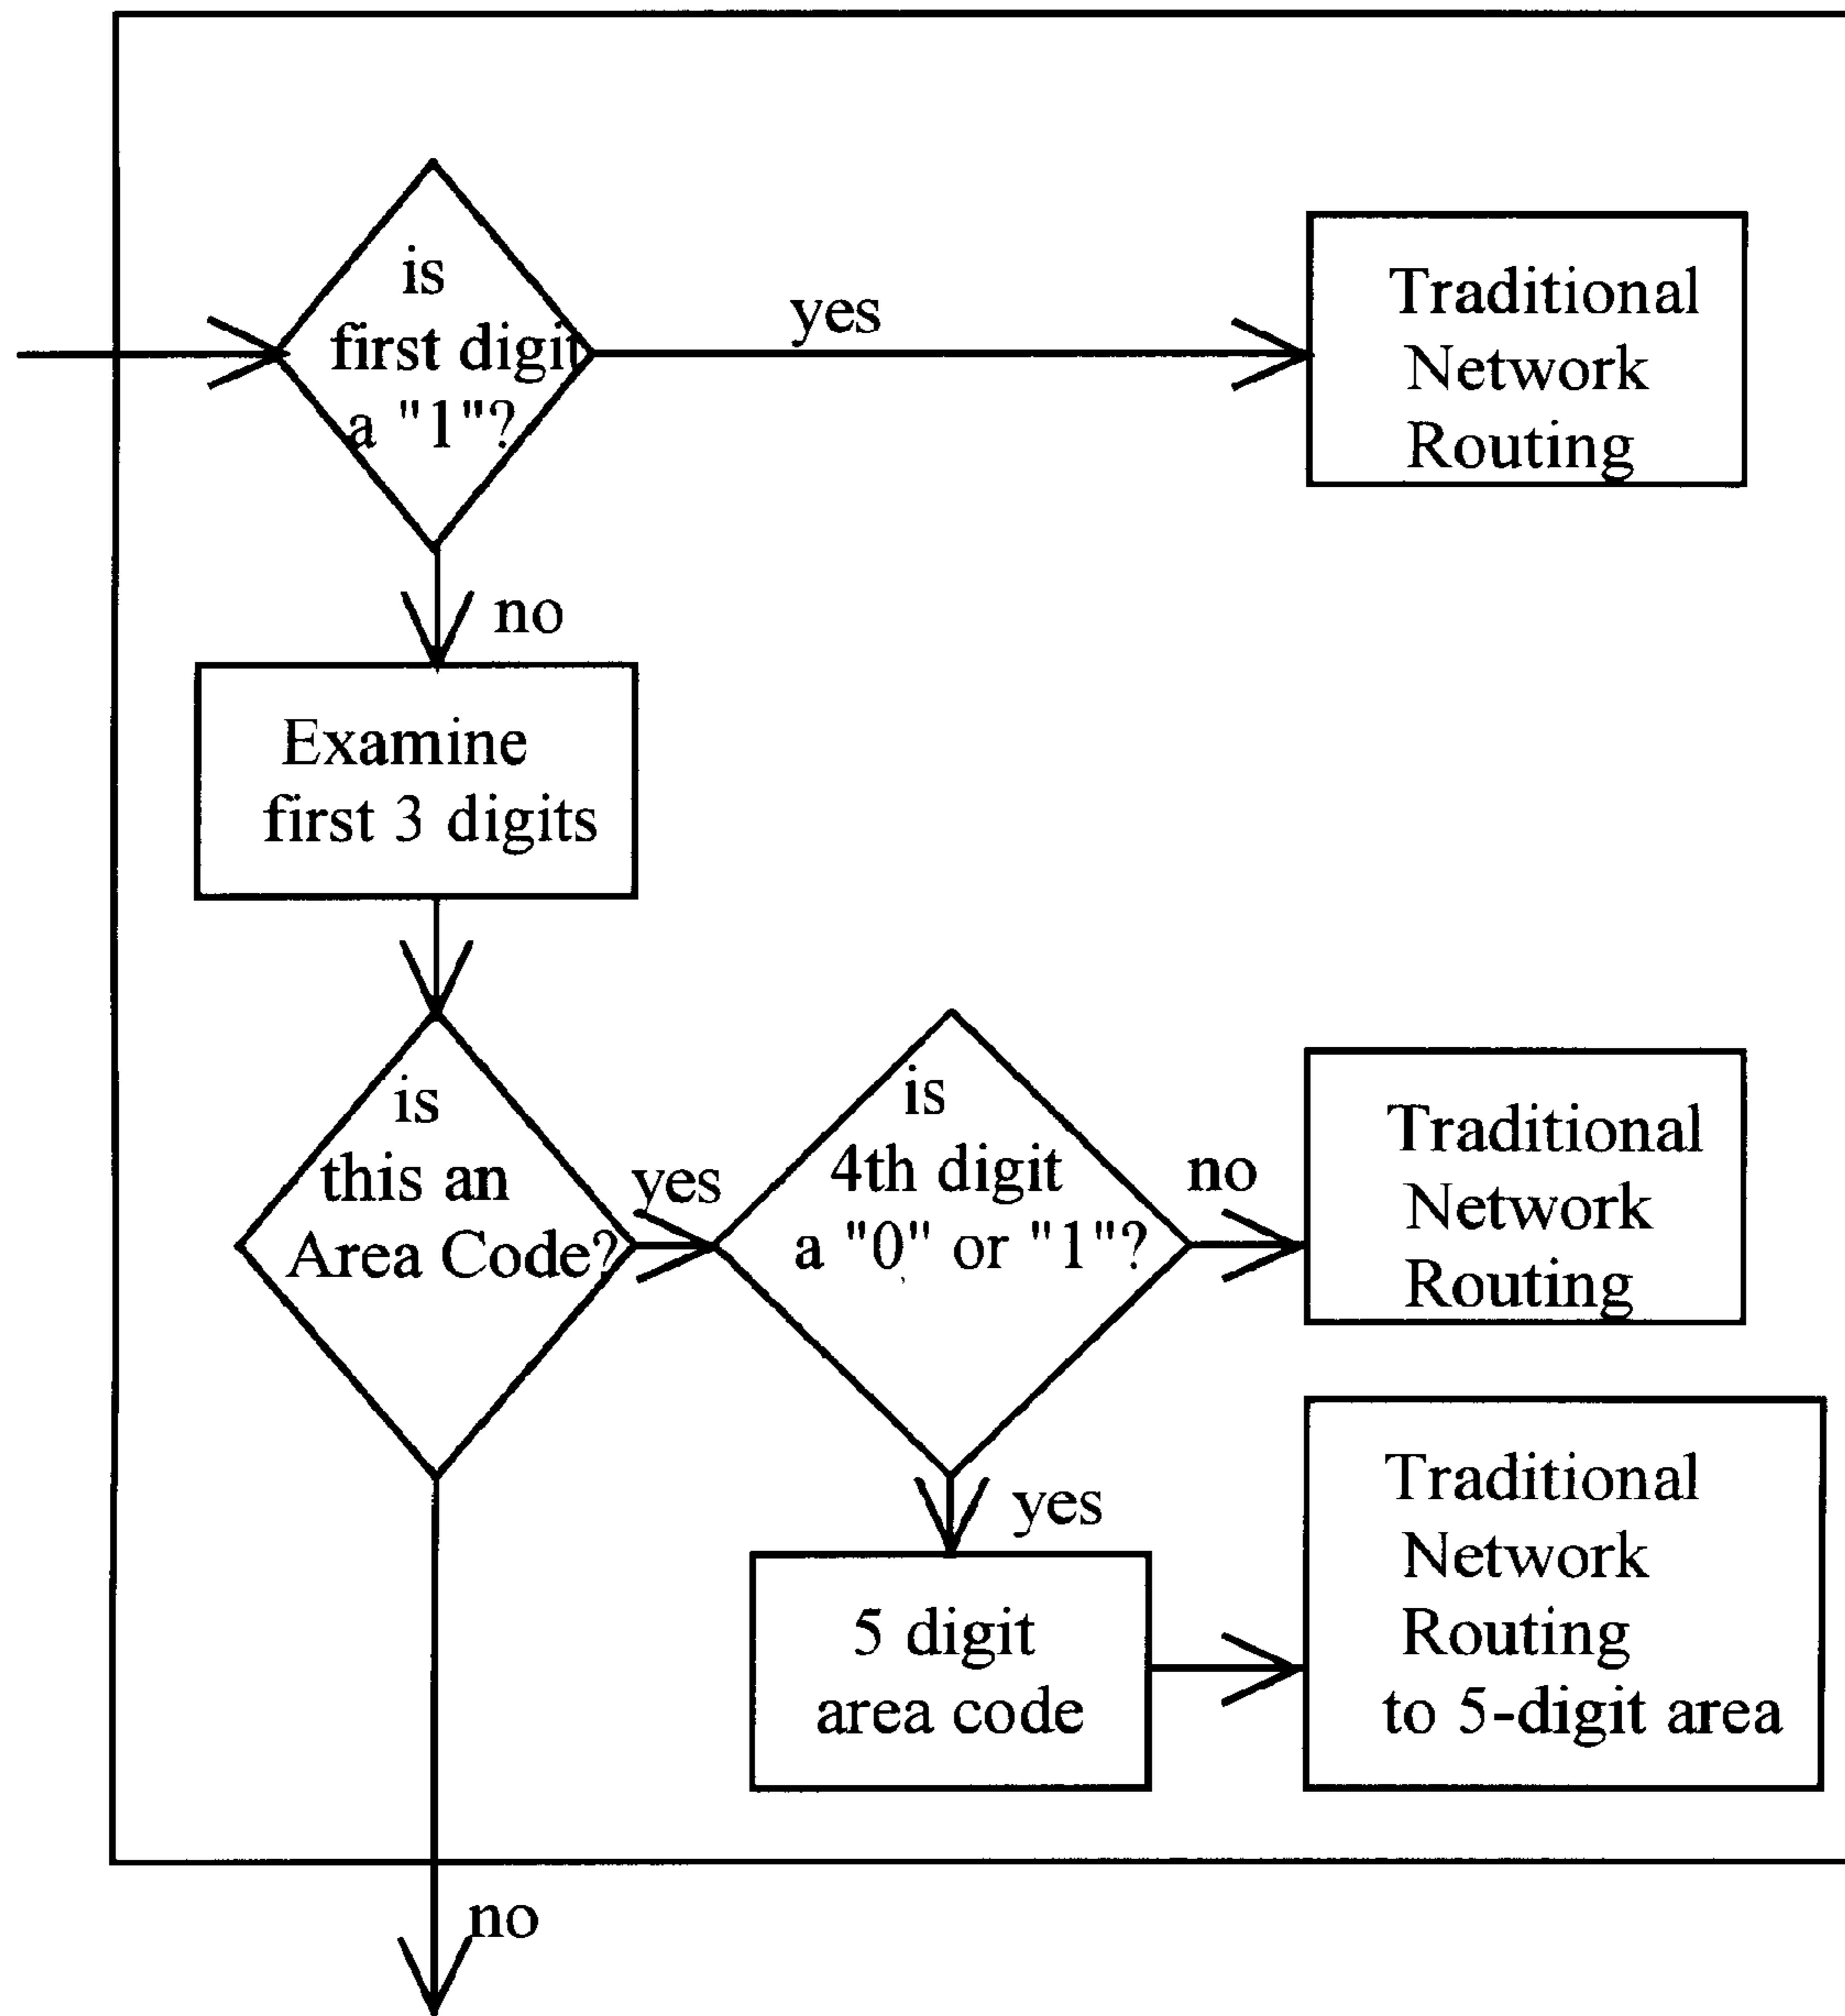 is
first digit
a "1"?
yes
Traditional
Network
Routing
no
Examine
first 3 digits
is
this an
Area Code?
yes
is
4th digit
a "0" or "1"?
no
Traditional
Network
Routing
yes
5 digit
area code
Traditional
Network
Routing
to 5-digit area
no